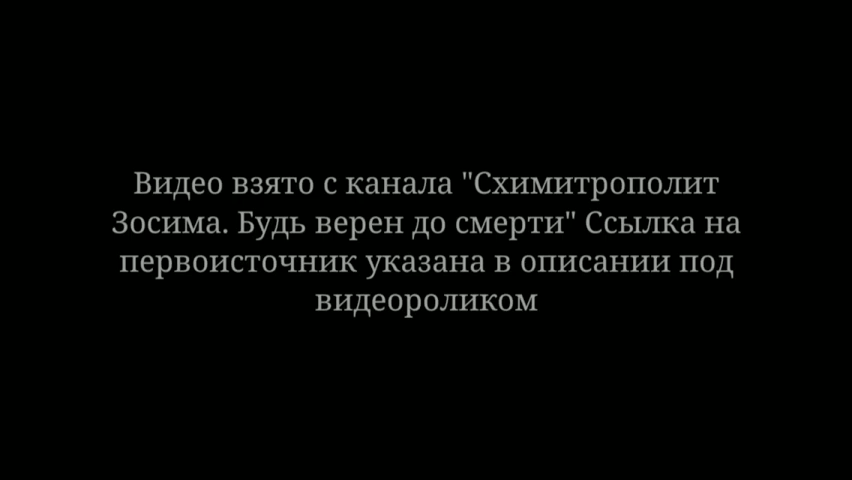 Видео взято с канала "Схимитрополит
Зосима. Будь верен до смерти" Ссылка на
первоисточник указана в описании под
видеороликом